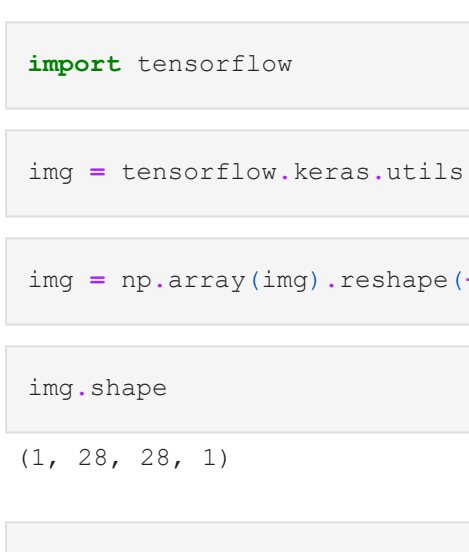 import tensorflow
img = tensorflow.keras.utils
img = np.array(img).reshape(
img.shape
(1, 28, 28, 1)